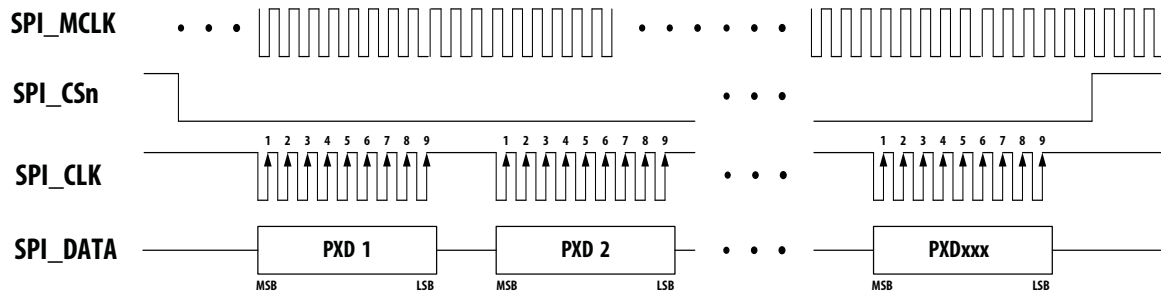 SPI_MCLK
SPI_CSn
1 2 3 4 5 6 7 8 9 1 2 3 4 5 6 7 8 9 1 2 3 4 5 6 7 8 9
SPI_CLK
SPI_DATA PXD 1 PXD 2 PXDxxx
MSB LSB MSB LSB MSB LSB